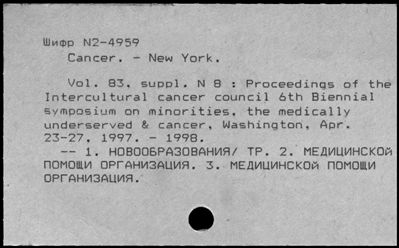 Шифр N2-4959
Cancer. - New York.
Vol. 83, suppl. N 8 : Proceedings of the
Intercultural cancer council 6th Biennial
symposium on minorities, the medically
underserved & cancer, Washington, Apr.
23-27, 1997. - 1998.
-- 1. НОВООБРАЗОВАНИЯ/ ТР. 2. МЕДИЦИНСКОЙ
ПОМОЩИ ОРГАНИЗАЦИЯ. 3. МЕДИЦИНСКОЙ ПОМОЩИ
ОРГАНИЗАЦИЯ.